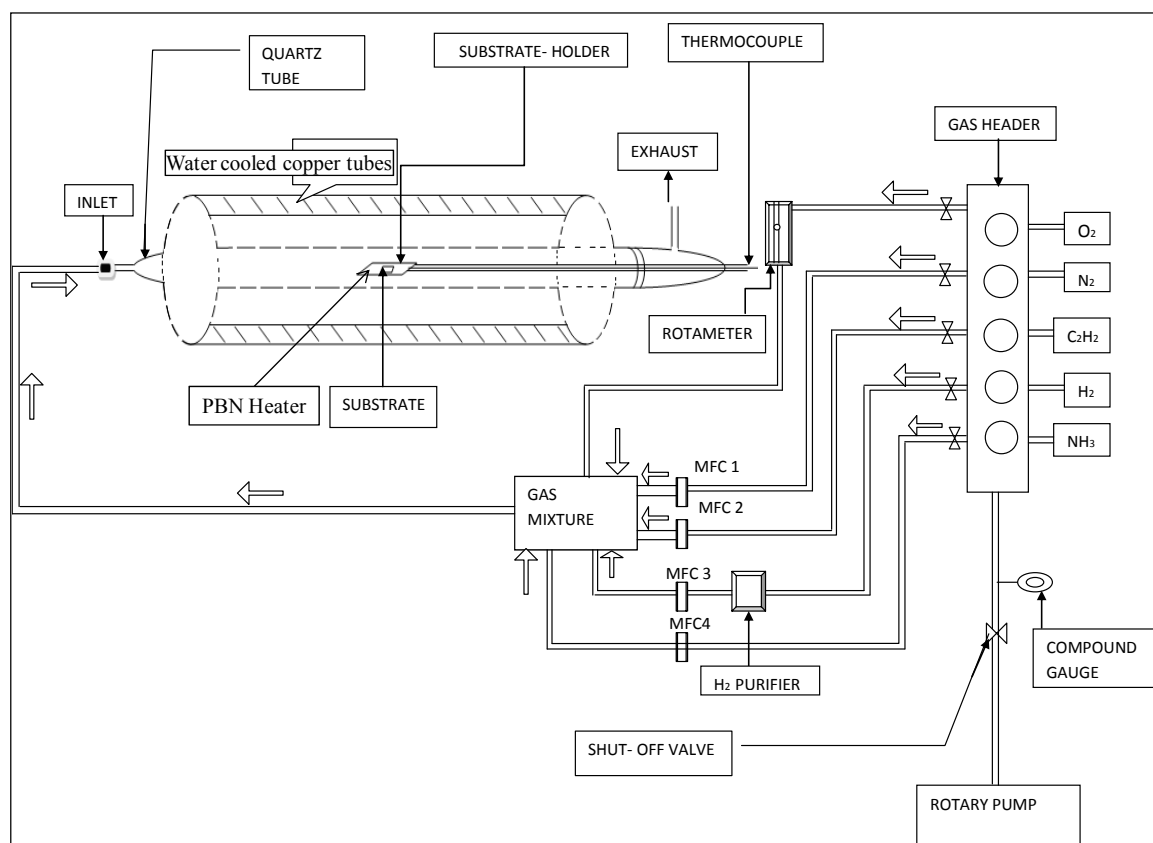 QUARTZ
TUBE
SUBSTRATE- HOLDER
THERMOCOUPLE
GAS HEADER
Water cooled copper tubes
EXHAUST
INLET
O₂
N₂
C₂H₂
H₂
NH₃
ROTAMETER
PBN Heater
SUBSTRATE
GAS
MIXTURE
MFC 1
MFC 2
MFC 3
MFC4
H₂ PURIFIER
COMPOUND
GAUGE
SHUT- OFF VALVE
ROTARY PUMP